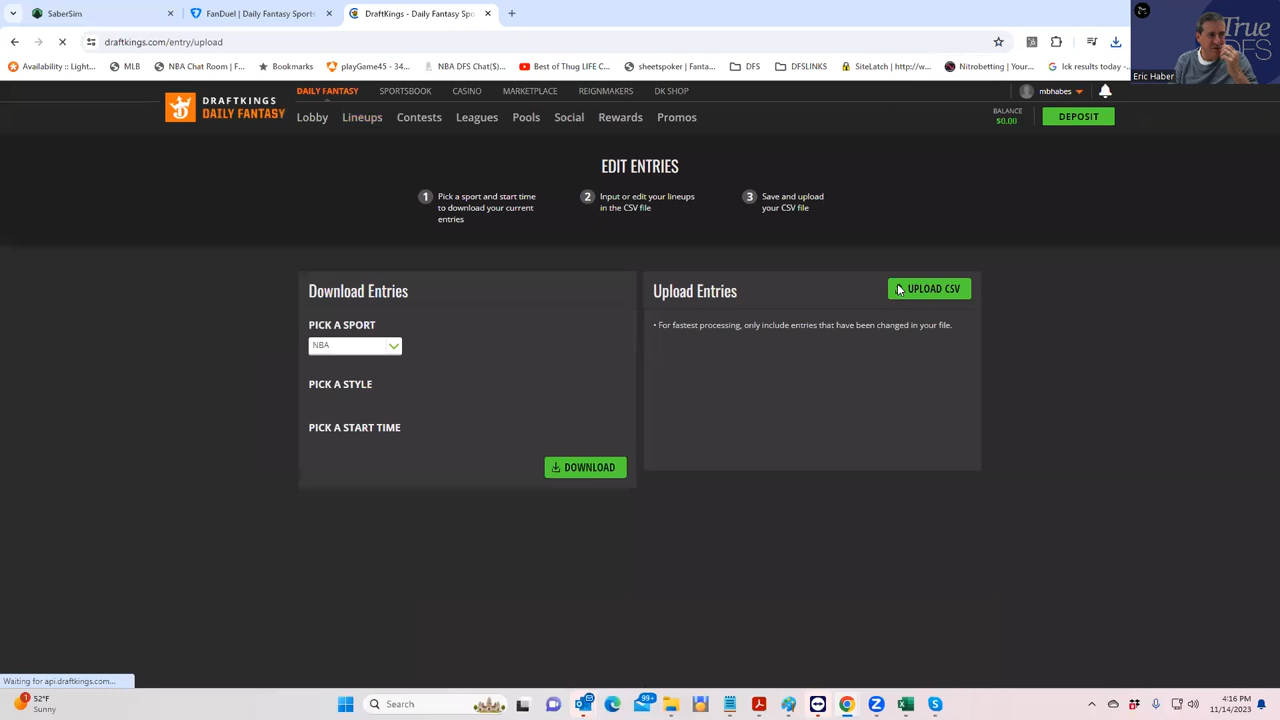 SaberSim
FanDuel | Daily Fantasy Sports
DraftKings - Daily Fantasy Spo
draftkings.com/entry/upload
Availability :: Light...
MLB
NBA Chat Room | F...
Bookmarks
playGame45 - 34...
NBA DFS Chat($)...
Best of Thug LIFE C...
sheetspoker - Fanta...
DFS
DFSLINKS
SiteLatch | http://w...
Nitrobetting | Your...
Ick results today -...
True
DFS
Eric Haber
DRAFTKINGS
DAILY FANTASY
DAILY FANTASY
SPORTSBOOK
CASINO
MARKETPLACE
REIGNMAKERS
DK SHOP
mbhabes
Lobby
Lineups
Contests
Leagues
Pools
Social
Rewards
Promos
BALANCE
$0.00
DEPOSIT
EDIT ENTRIES
1
Pick a sport and start time
to download your current
entries
2
Input or edit your lineups
in the CSV file
3
Save and upload
your CSV file
Download Entries
PICK A SPORT
NBA
PICK A STYLE
PICK A START TIME
DOWNLOAD
Upload Entries
UPLOAD CSV
• For fastest processing, only include entries that have been changed in your file.
Waiting for api.draftkings.com...
1
52°F
Sunny
Search
99+
4:16 PM
11/14/2023